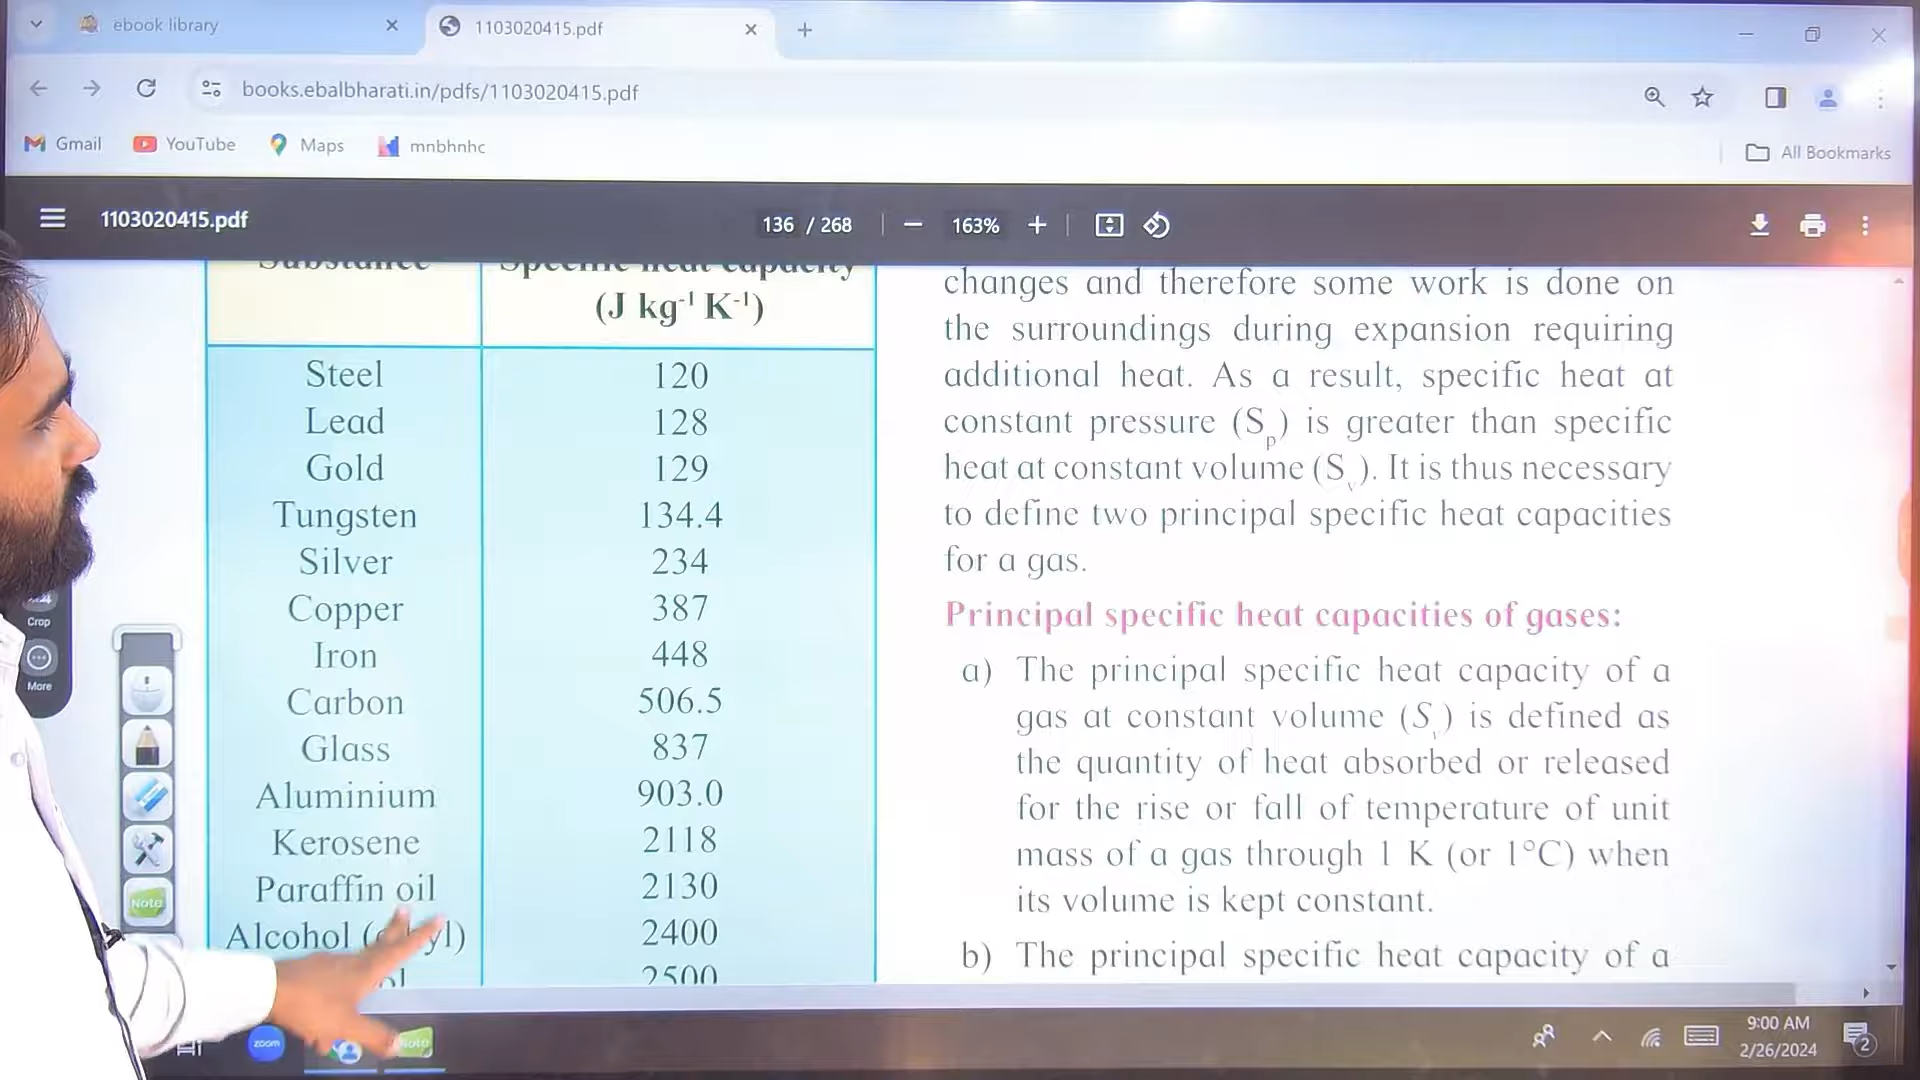 ebook library
1103020415.pdf
books.ebalbharati.in/pdfs/1103020415.pdf
Gmail
YouTube
Maps
mnbhnhc
All Bookmarks
1103020415.pdf
136 / 268
163%
Substance Specific heat capacity
(J kg⁻¹ K⁻¹)
Steel 120
Lead 128
Gold 129
Tungsten 134.4
Silver 234
Copper 387
Iron 448
Carbon 506.5
Glass 837
Aluminium 903.0
Kerosene 2118
Paraffin oil 2130
Alcohol 2400
2500
changes and therefore some work is done on
the surroundings during expansion requiring
additional heat. As a result, specific heat at
constant pressure (Sₚ) is greater than specific
heat at constant volume (Sᵥ). It is thus necessary
to define two principal specific heat capacities
for a gas.
Principal specific heat capacities of gases:
a) The principal specific heat capacity of a
gas at constant volume (Sᵥ) is defined as
the quantity of heat absorbed or released
for the rise or fall of temperature of unit
mass of a gas through 1 K (or 1°C) when
its volume is kept constant.
b) The principal specific heat capacity of a
Crop
More
Note
zoom
Note
9:00 AM
2/26/2024
2